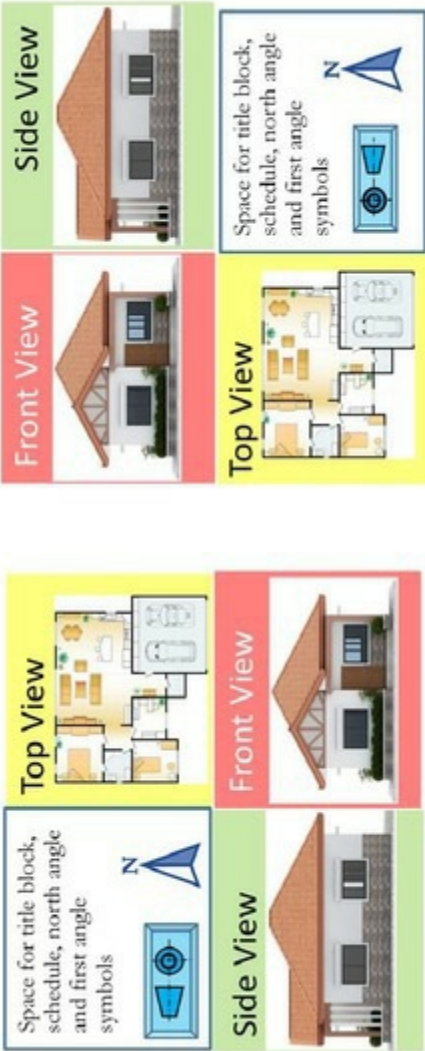 Space for title block,
schedule, north angle
and first angle
symbols
N
Top View
Side View
Front View
Front View
Side View
Top View
Space for title block,
schedule, north angle
and first angle
symbols
N